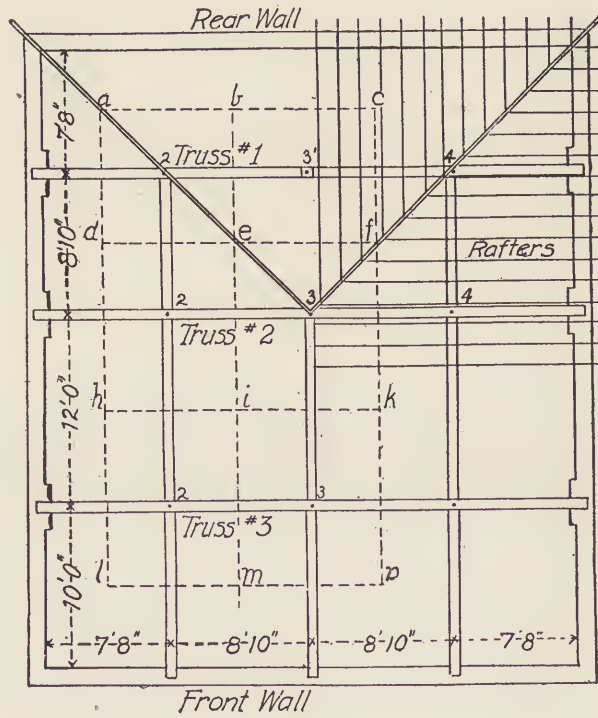 Rear Wall
a b c
7'-8"
2 Truss #1 3' 4
d e f
8'10"
Rafters
2 3 4
Truss #2
h i k
12'-0"
2 3
Truss #3
l m p
10'-0"
7'-8" 8'-10" 8'-10" 7'-8"
Front Wall